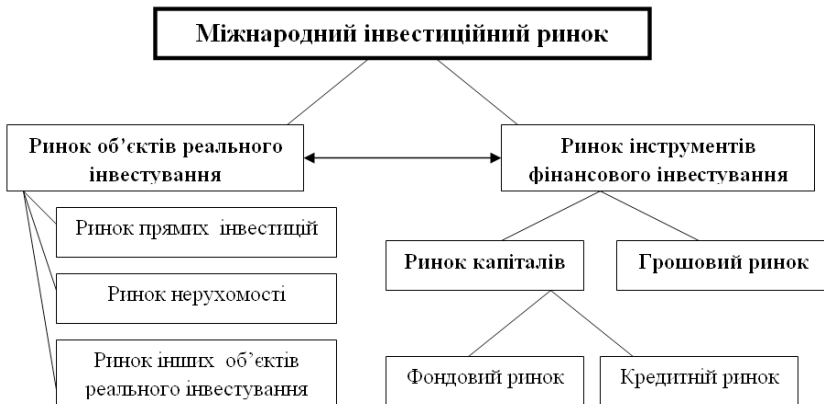 Міжнародний інвестиційний ринок
Ринок об’єктів реального
інвестування
Ринок інструментів
фінансового інвестування
Ринок прямих інвестицій
Ринок нерухомості
Ринок інших об’єктів
реального інвестування
Ринок капіталів
Грошовий ринок
Фондовий ринок
Кредитній ринок